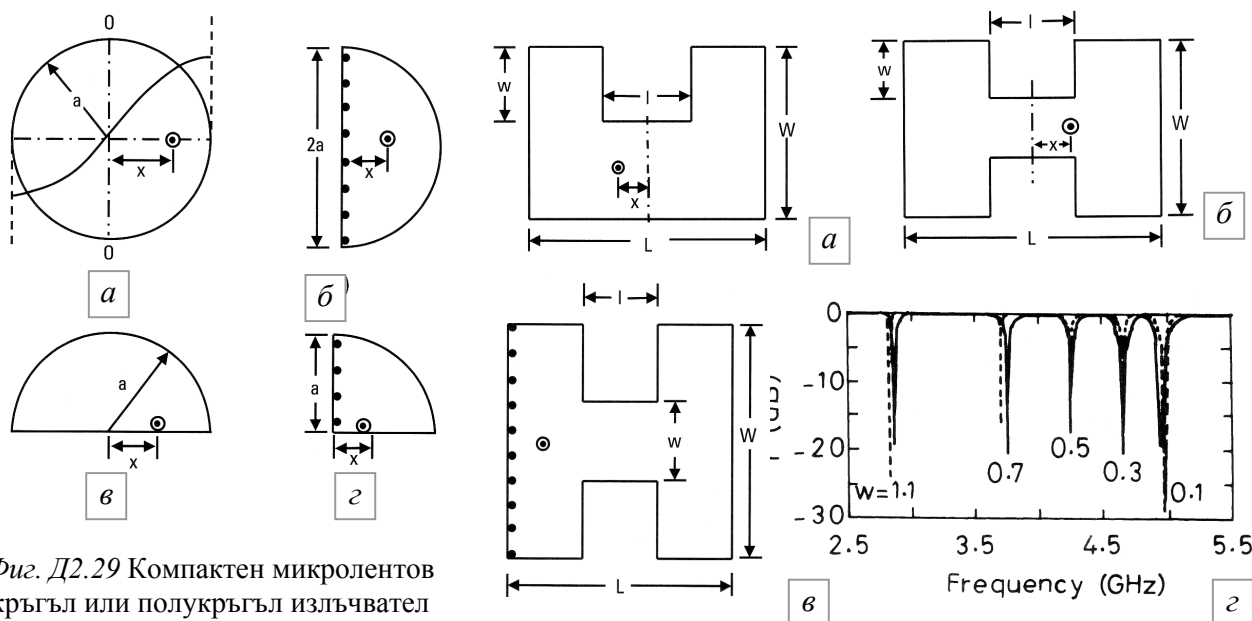 0
a
x
0
a
2a
x
б
)
a
x
в
a
x
г
Фиг. Д2.29 Компактен микролентов
кръгъл или полукръгъл излъчвател
l
w
W
x
L
а
l
w
W
x
L
б
l
w
W
L
в
0
-10
-20
-30
(dB)
w=1.1
0.7
0.5
0.3
0.1
2.5
3.5
4.5
5.5
Frequency (GHz)
г